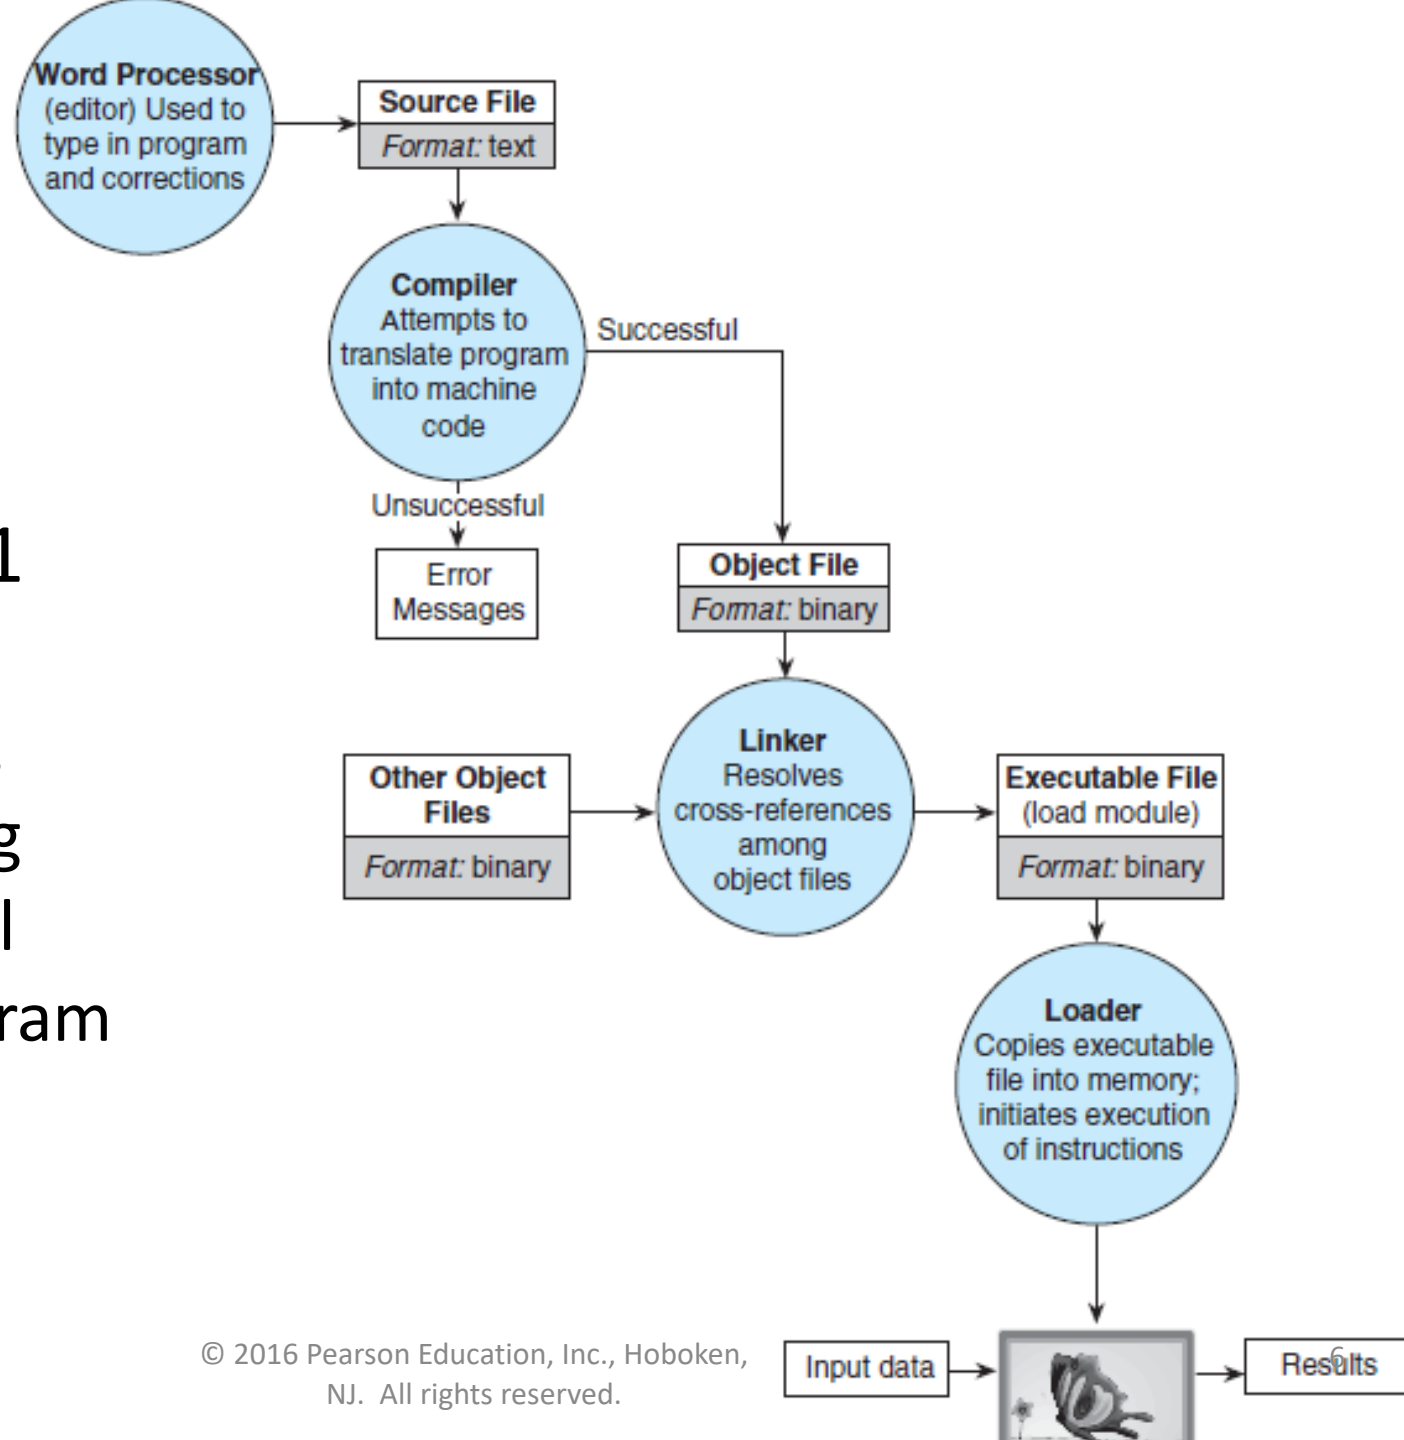 Word Processor
(editor) Used to
type in program
and corrections
Source File
Format: text
Compiler
Attempts to
translate program
into machine
code
Successful
Unsuccessful
Error
Messages
Object File
Format: binary
Other Object
Files
Format: binary
Linker
Resolves
cross-references
among
object files
Executable File
(load module)
Format: binary
Loader
Copies executable
file into memory;
initiates execution
of instructions
1
g
l
ram
Input data
Results
6
© 2016 Pearson Education, Inc., Hoboken,
NJ. All rights reserved.